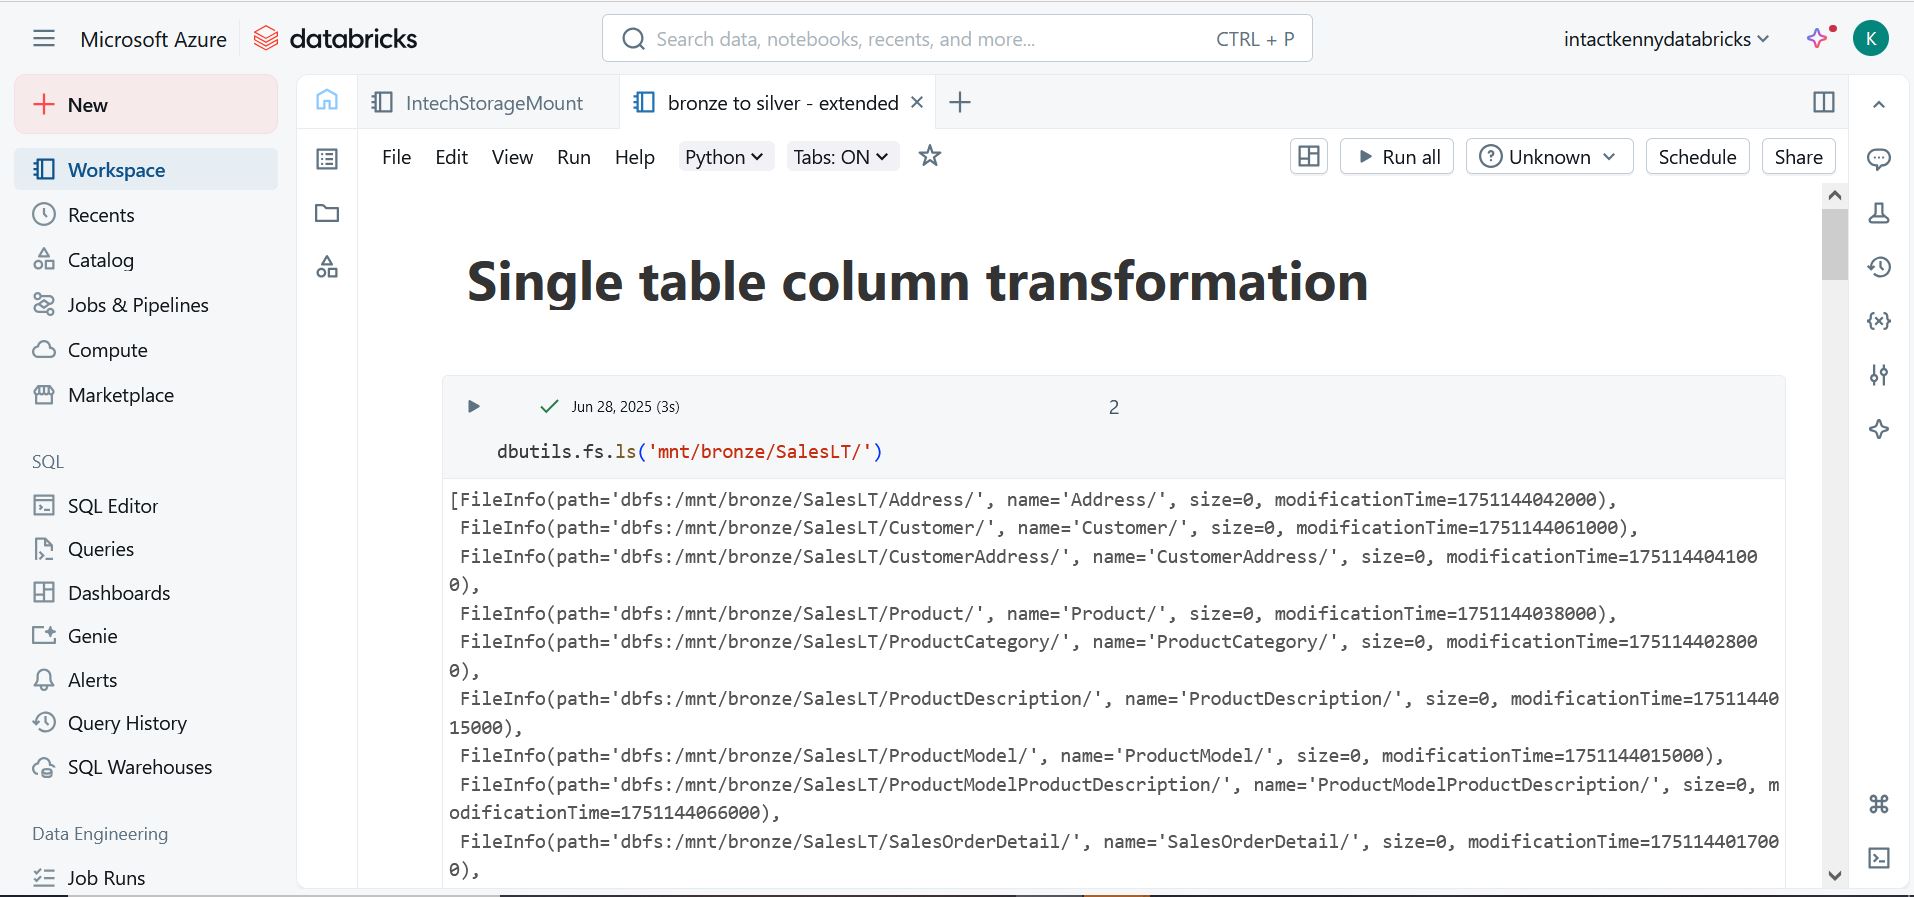 Microsoft Azure
databricks
Search data, notebooks, recents, and more...
CTRL + P
intactkennydatabricks
K
New
Workspace
Recents
Catalog
Jobs & Pipelines
Compute
Marketplace
SQL
SQL Editor
Queries
Dashboards
Genie
Alerts
Query History
SQL Warehouses
Data Engineering
Job Runs
IntechStorageMount
bronze to silver - extended
File Edit View Run Help Python Tabs: ON
Run all
Unknown
Schedule
Share
Single table column transformation
Jun 28, 2025 (3s)
2
dbutils.fs.ls('mnt/bronze/SalesLT/')
[FileInfo(path='dbfs:/mnt/bronze/SalesLT/Address/', name='Address/', size=0, modificationTime=1751144042000),
FileInfo(path='dbfs:/mnt/bronze/SalesLT/Customer/', name='Customer/', size=0, modificationTime=1751144061000),
FileInfo(path='dbfs:/mnt/bronze/SalesLT/CustomerAddress/', name='CustomerAddress/', size=0, modificationTime=175114404100
0),
FileInfo(path='dbfs:/mnt/bronze/SalesLT/Product/', name='Product/', size=0, modificationTime=1751144038000),
FileInfo(path='dbfs:/mnt/bronze/SalesLT/ProductCategory/', name='ProductCategory/', size=0, modificationTime=175114402800
0),
FileInfo(path='dbfs:/mnt/bronze/SalesLT/ProductDescription/', name='ProductDescription/', size=0, modificationTime=17511440
15000),
FileInfo(path='dbfs:/mnt/bronze/SalesLT/ProductModel/', name='ProductModel/', size=0, modificationTime=1751144015000),
FileInfo(path='dbfs:/mnt/bronze/SalesLT/ProductModelProductDescription/', name='ProductModelProductDescription/', size=0, m
odificationTime=1751144066000),
FileInfo(path='dbfs:/mnt/bronze/SalesLT/SalesOrderDetail/', name='SalesOrderDetail/', size=0, modificationTime=175114401700
0),